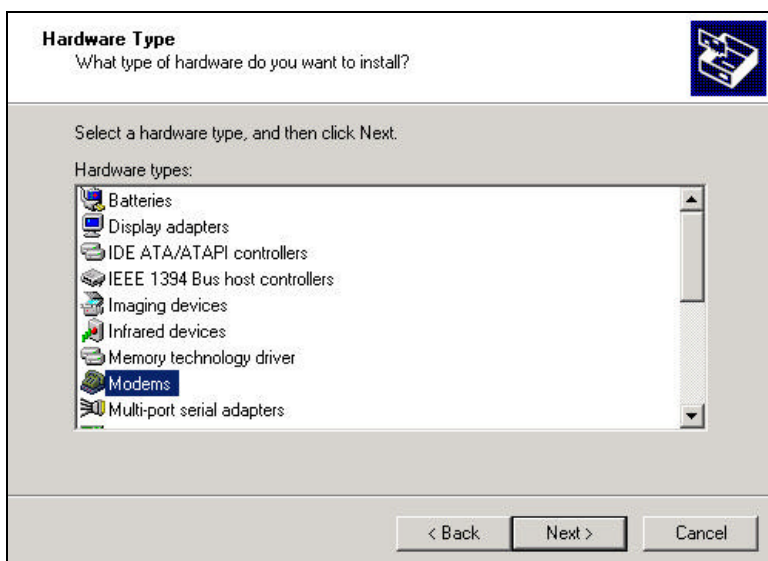 Hardware Type
What type of hardware do you want to install?
Select a hardware type, and then click Next.
Hardware types:
Batteries
Display adapters
IDE ATA/ATAPI controllers
IEEE 1394 Bus host controllers
Imaging devices
Infrared devices
Memory technology driver
Modems
Multi-port serial adapters
< Back Next > Cancel